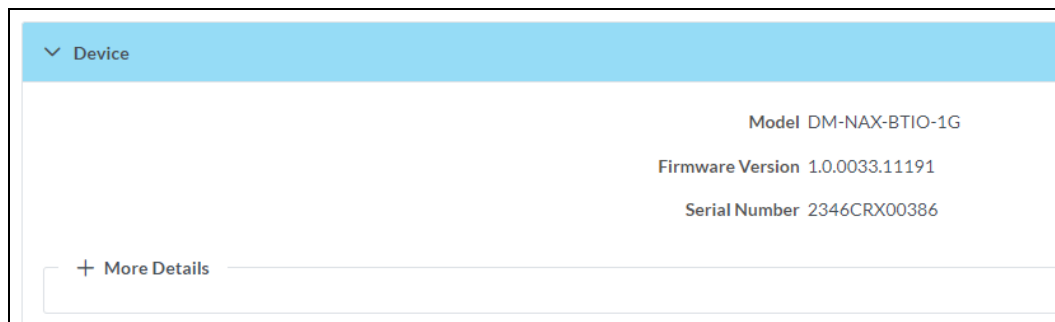 Device
Model DM-NAX-BTIO-1G
Firmware Version 1.0.0033.11191
Serial Number 2346CRX00386
+ More Details